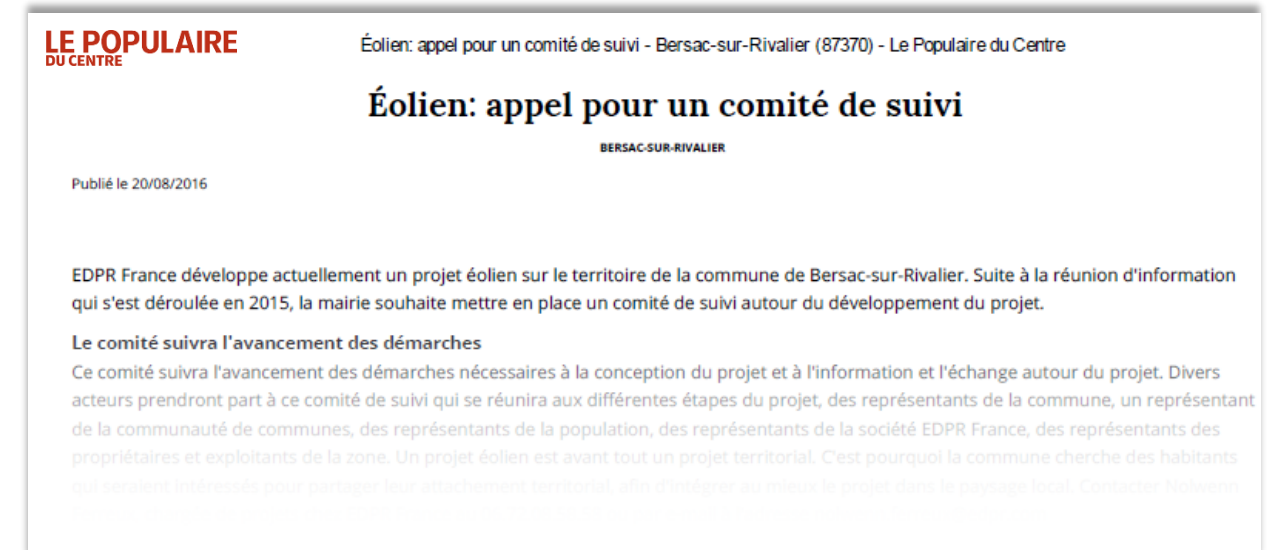 LE POPULAIRE
DU CENTRE
Éolien: appel pour un comité de suivi - Bersac-sur-Rivalier (87370) - Le Populaire du Centre
Éolien: appel pour un comité de suivi
BERSAC-SUR-RIVALIER
Publié le 20/08/2016
EDPR France développe actuellement un projet éolien sur le territoire de la commune de Bersac-sur-Rivalier. Suite à la réunion d'information
qui s'est déroulée en 2015, la mairie souhaite mettre en place un comité de suivi autour du développement du projet.
Le comité suivra l'avancement des démarches
Ce comité suivra l'avancement des démarches nécessaires à la conception du projet et à l'information et l'échange autour du projet. Divers
acteurs prendront part à ce comité de suivi qui se réunira aux différentes étapes du projet, des représentants de la commune, un représentant
de la communauté de communes, des représentants de la population, des représentants de la société EDPR France, des représentants des
propriétaires et exploitants de la zone. Un projet éolien est avant tout un projet territorial. C'est pourquoi la commune cherche des habitants
qui seraient intéressés pour partager leur attachement territorial, afin d'intégrer au mieux le projet dans le paysage local. Contacter Nolwenn